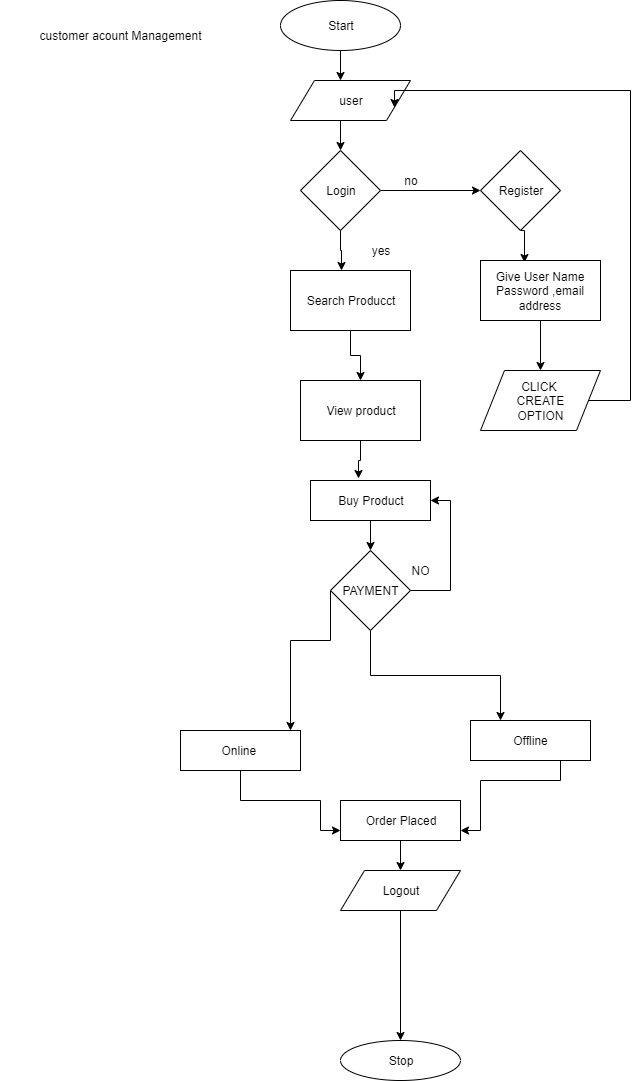 Start
customer acount Management
user
Login
no
Register
yes
Give User Name
Password ,email
address
Search Producct
CLICK
CREATE
OPTION
View product
Buy Product
NO
PAYMENT
Online
Offline
Order Placed
Logout
Stop